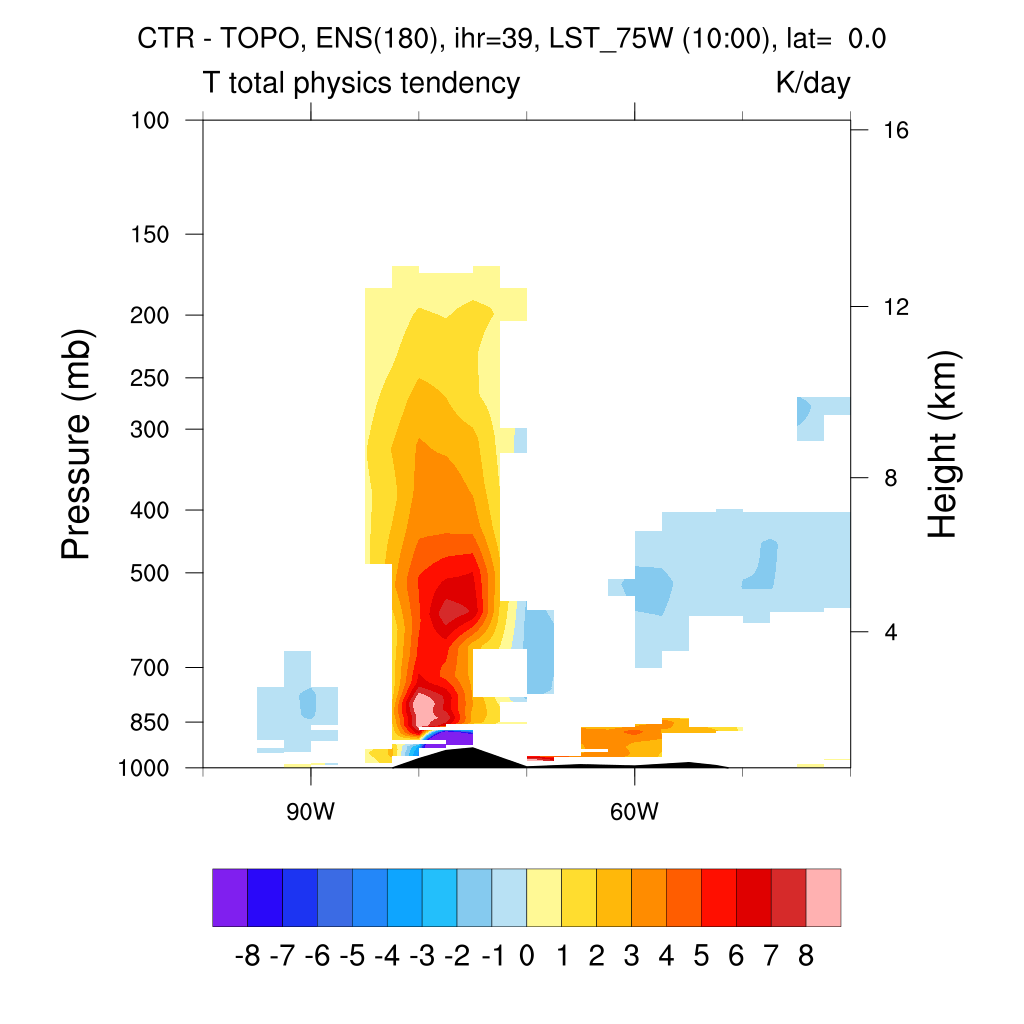 CTR - TOPO, ENS(180), ihr=39, LST_75W (10:00), lat=  0.0
T total physics tendency K/day
100
150
200
250
300
400
500
700
850
1000
Pressure (mb)
16
12
8
4
Height (km)
90W 60W
-8 -7 -6 -5 -4 -3 -2 -1 0 1 2 3 4 5 6 7 8